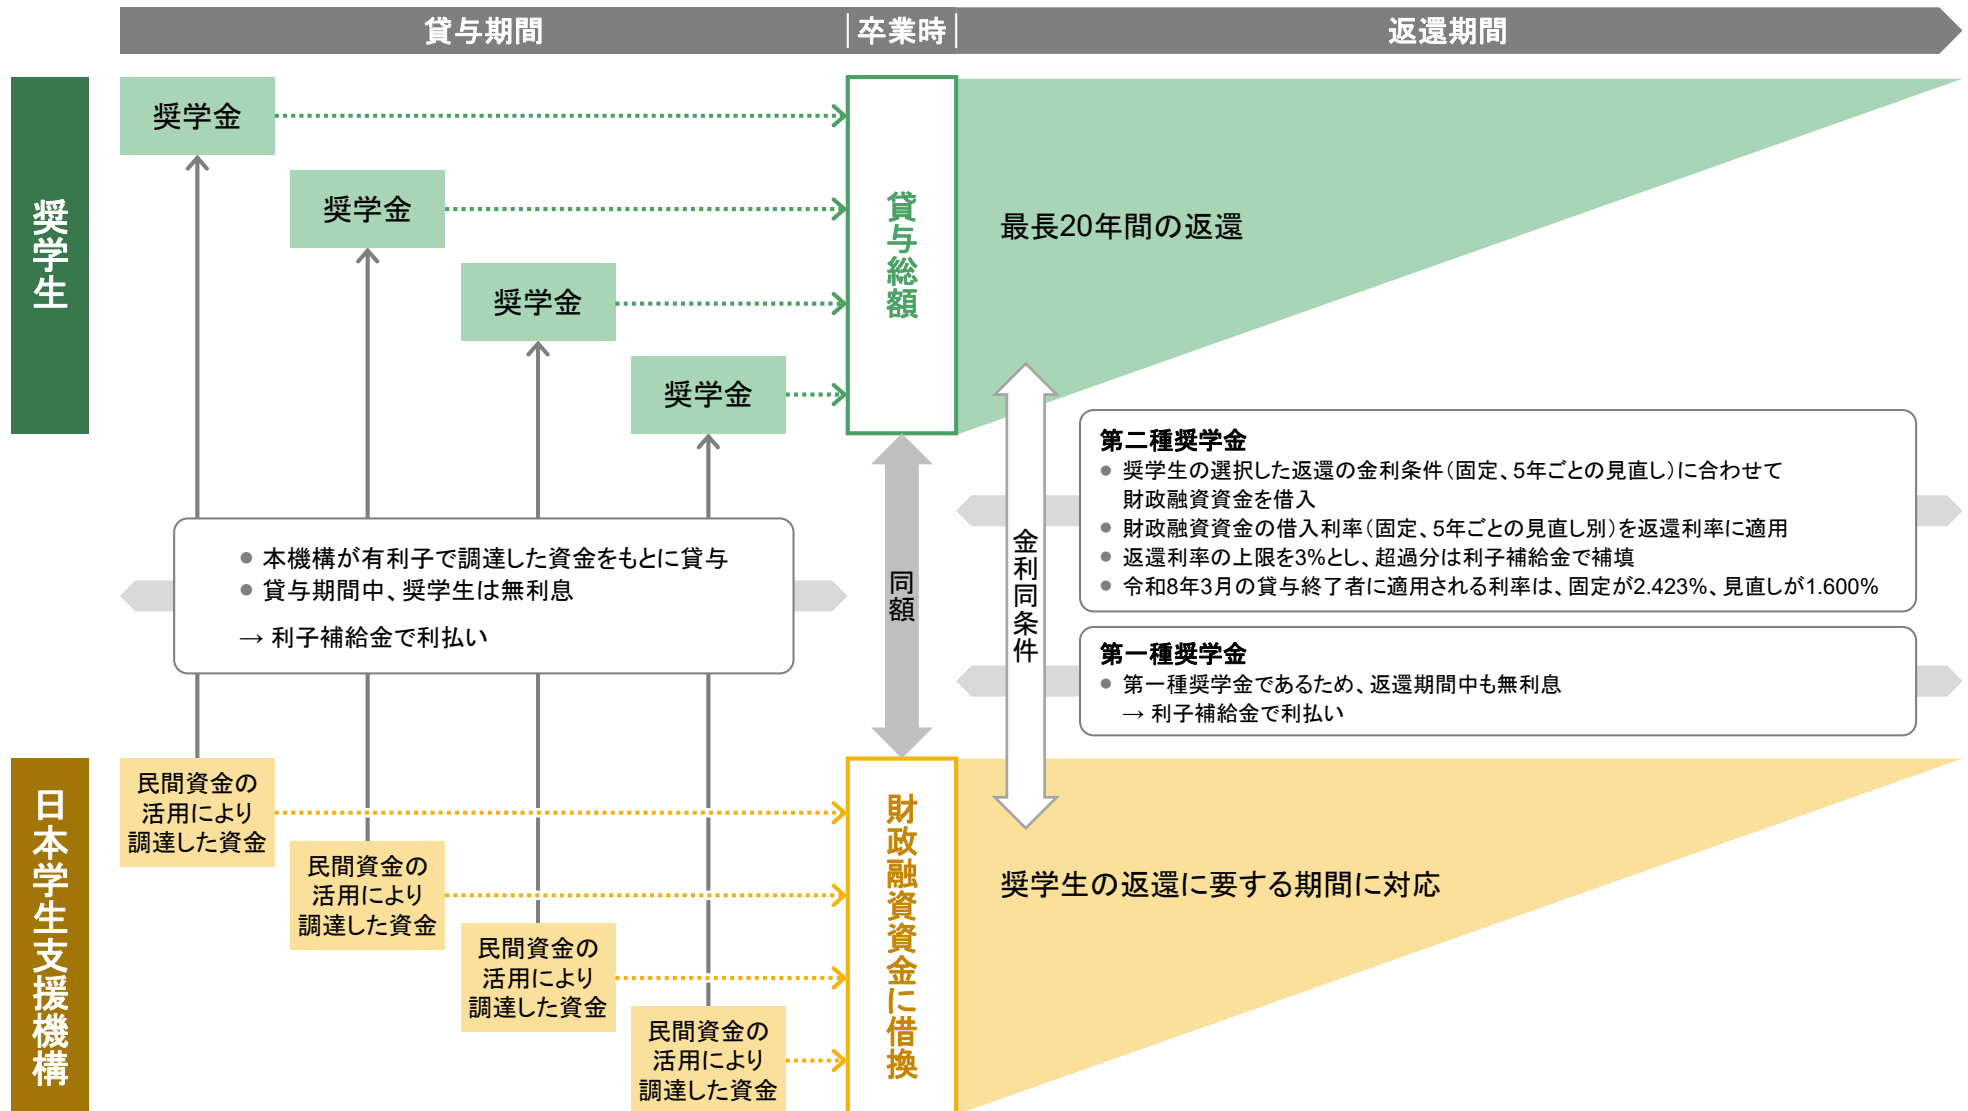 貸与期間
卒業時
返還期間
奨学生
奨学金
奨学金
奨学金
奨学金
貸与総額
最長20年間の返還
本機構が有利子で調達した資金をもとに貸与
貸与期間中、奨学生は無利息
→ 利子補給金で利払い
同額
金利同条件
第二種奨学金
奨学生の選択した返還の金利条件（固定、5年ごとの見直し）に合わせて
財政融資資金を借入
財政融資資金の借入利率（固定、5年ごとの見直し別）を返還利率に適用
返還利率の上限を3%とし、超過分は利子補給金で補填
令和8年3月の貸与終了者に適用される利率は、固定が2.423%、見直しが1.600%
第一種奨学金
第一種奨学金であるため、返還期間中も無利息
→ 利子補給金で利払い
日本学生支援機構
民間資金の
活用により
調達した資金
民間資金の
活用により
調達した資金
民間資金の
活用により
調達した資金
民間資金の
活用により
調達した資金
財政融資資金に借換
奨学生の返還に要する期間に対応